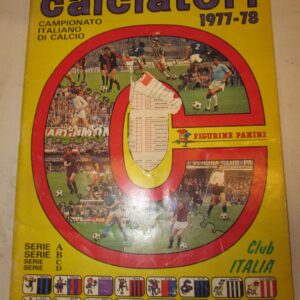 calciatori
1977-78
CAMPIONATO
ITALIANO
DI CALCIO
FIGURINE PANINI
SERIE A
SERIE B
SERIE C
SERIE D
Club
ITALIA